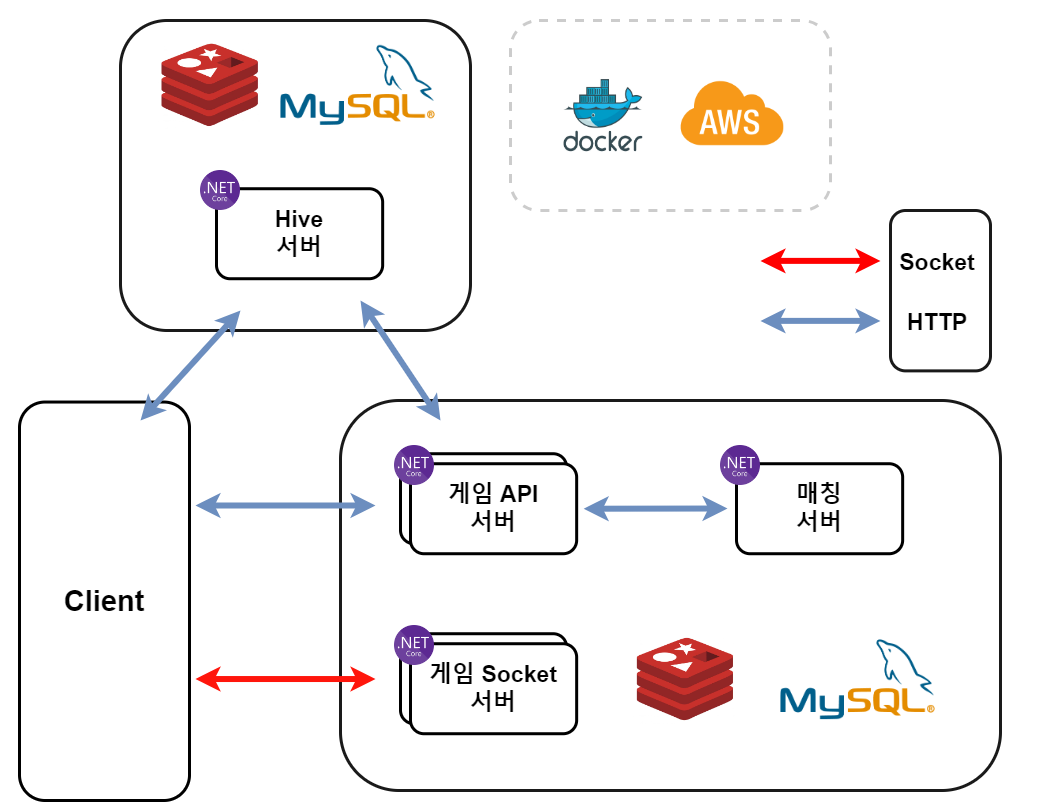 MySQL®
docker
AWS
.NET
Core
Hive
서버
Socket
HTTP
Client
.NET
Core
게임 API
서버
.NET
Core
매칭
서버
.NET
Core
게임 Socket
서버
MySQL®